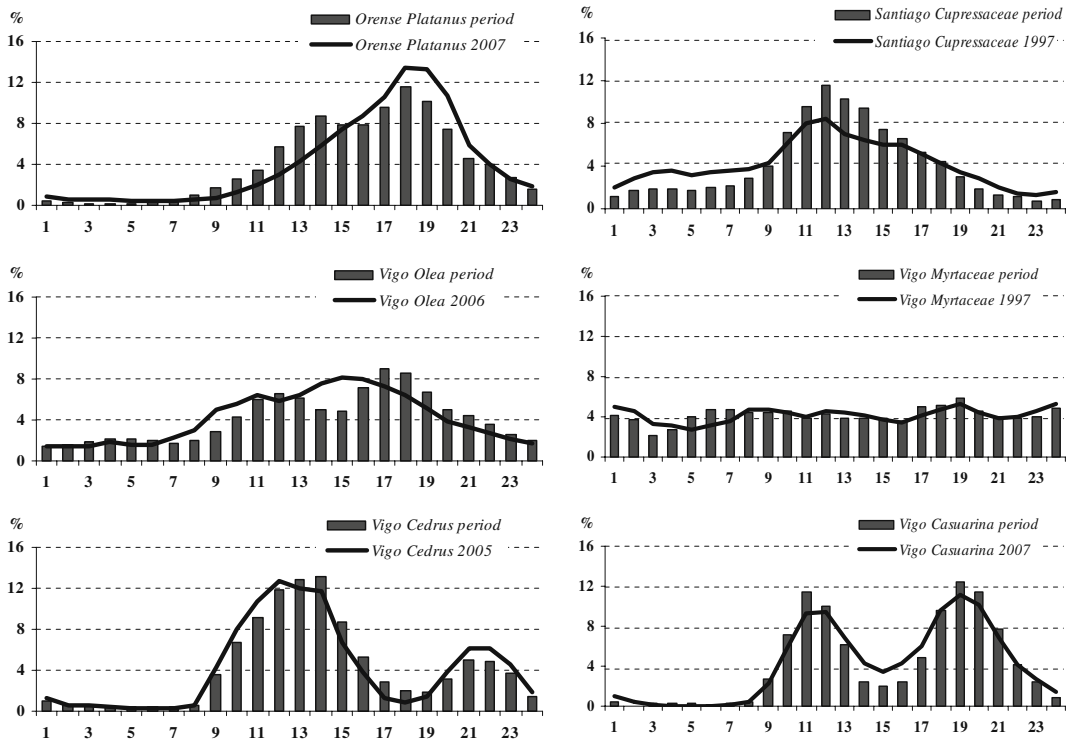 %
Orense Platanus period
Orense Platanus 2007
16
12
8
4
0
1 3 5 7 9 11 13 15 17 19 21 23
%
Santiago Cupressaceae period
Santiago Cupressaceae 1997
16
12
8
4
0
1 3 5 7 9 11 13 15 17 19 21 23
%
Vigo Olea period
Vigo Olea 2006
16
12
8
4
0
1 3 5 7 9 11 13 15 17 19 21 23
%
Vigo Myrtaceae period
Vigo Myrtaceae 1997
16
12
8
4
0
1 3 5 7 9 11 13 15 17 19 21 23
%
Vigo Cedrus period
Vigo Cedrus 2005
16
12
8
4
0
1 3 5 7 9 11 13 15 17 19 21 23
%
Vigo Casuarina period
Vigo Casuarina 2007
16
12
8
4
0
1 3 5 7 9 11 13 15 17 19 21 23